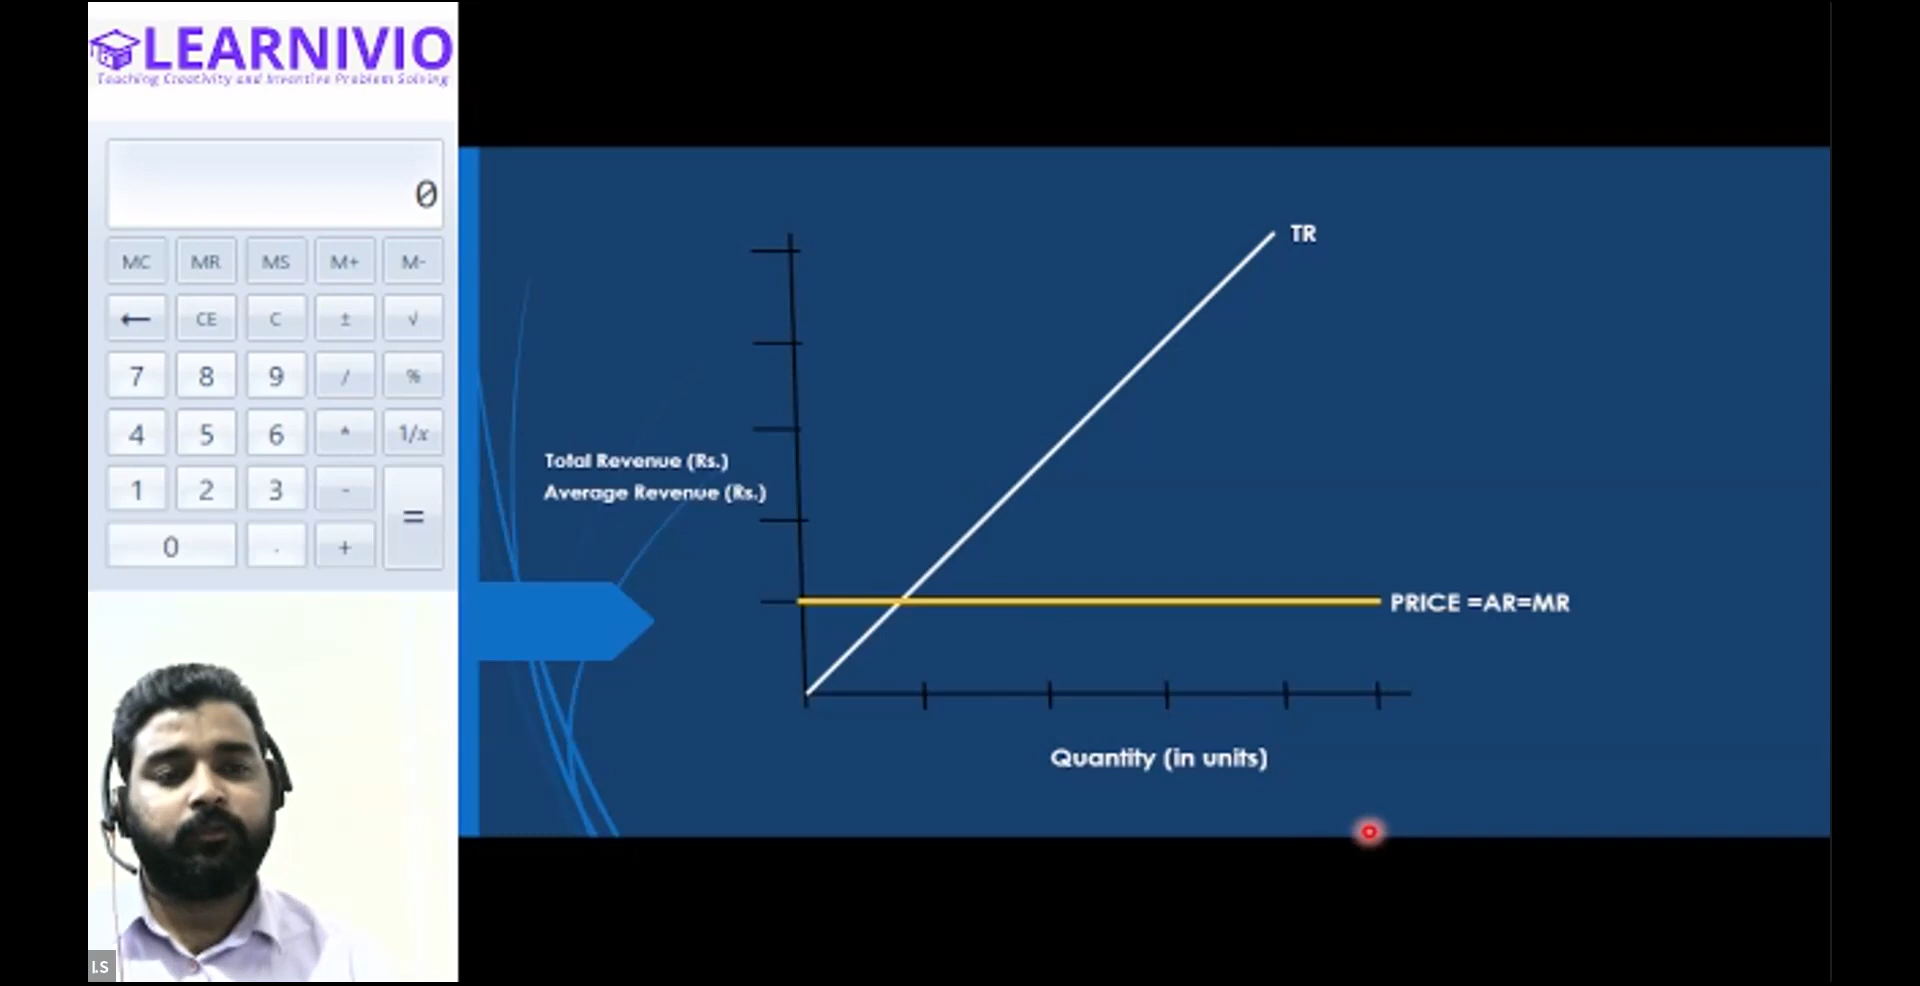 LEARNIVIO
Teaching Creativity and Inventive Problem Solving
0
MC MR MS M+ M-
← CE C ± √
7 8 9 / %
4 5 6 * 1/x
1 2 3 - =
0 . +
TR
Total Revenue (Rs.)
Average Revenue (Rs.)
PRICE =AR=MR
Quantity (in units)
I.S